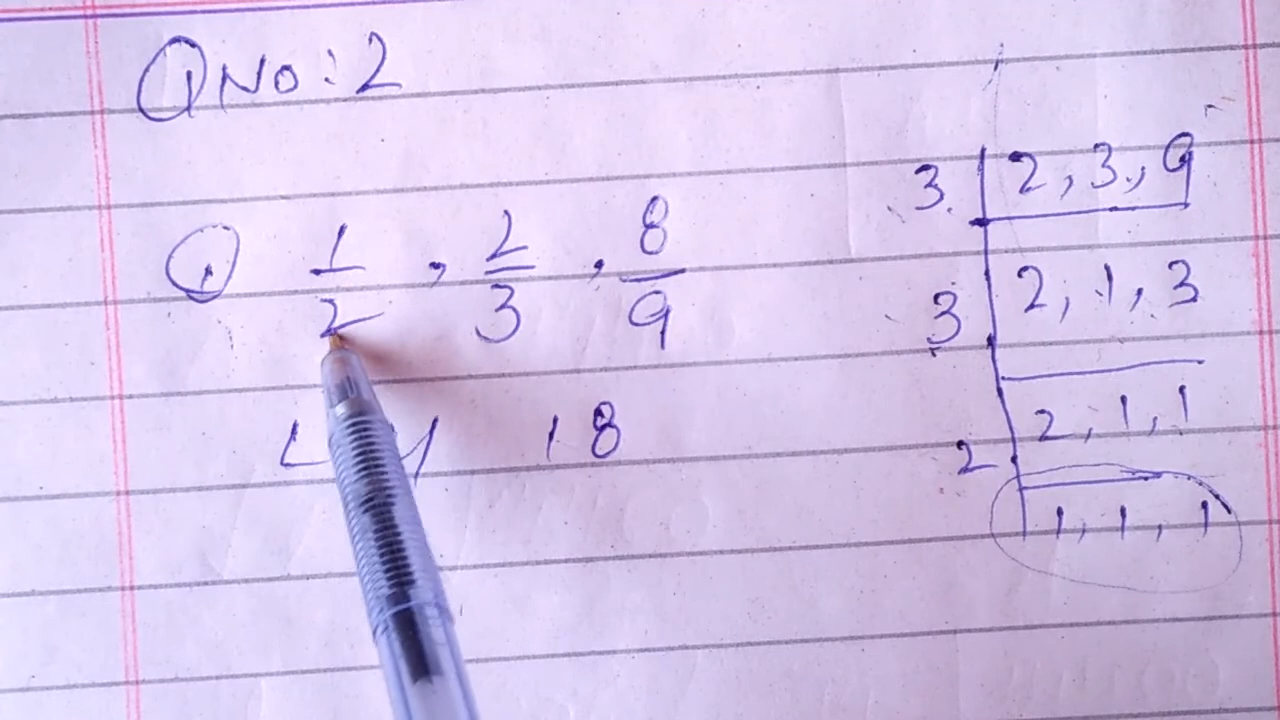 Q No: 2
① 1/2 , 2/3 , 8/9
18
3 | 2, 3, 9
3 | 2, 1, 3
2 | 2, 1, 1
1, 1, 1